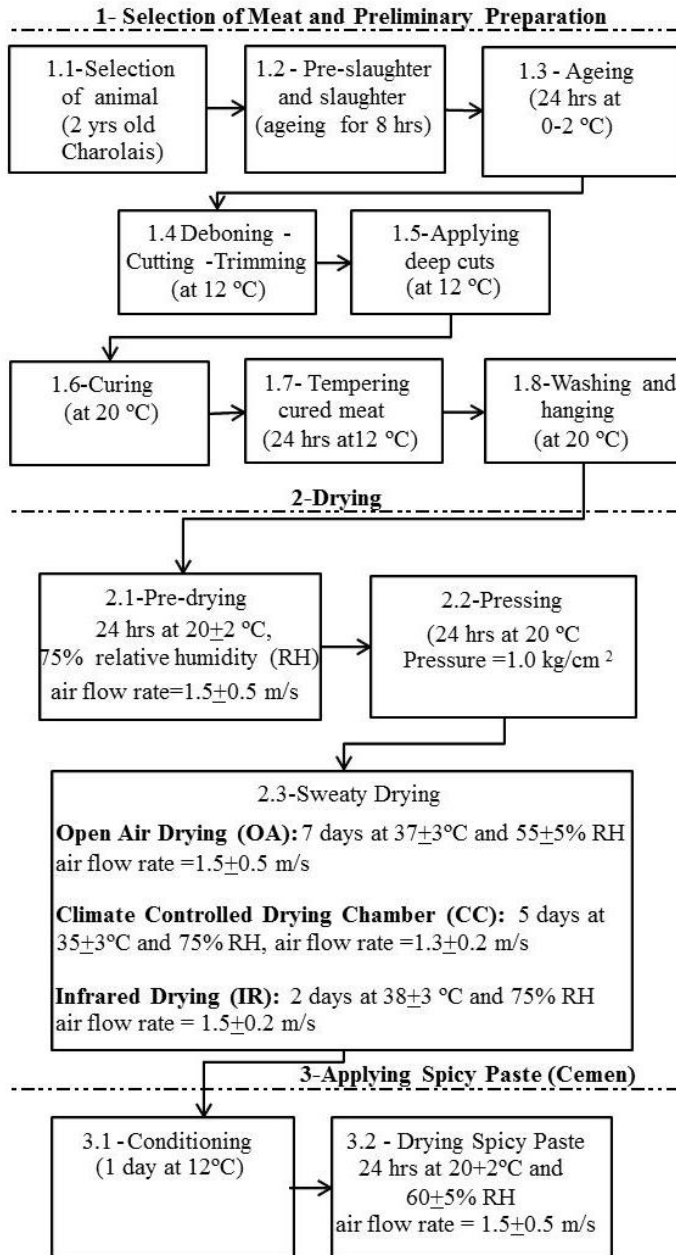 1- Selection of Meat and Preliminary Preparation
1.1-Selection
of animal
(2 yrs old
Charolais)
1.2 - Pre-slaughter
and slaughter
(ageing for 8 hrs)
1.3 - Ageing
(24 hrs at
0-2 ºC)
1.4 Deboning -
Cutting -Trimming
(at 12 ºC)
1.5-Applying
deep cuts
(at 12 ºC)
1.6-Curing
(at 20 ºC)
1.7- Tempering
cured meat
(24 hrs at12 ºC)
1.8-Washing and
hanging
(at 20 ºC)
2-Drying
2.1-Pre-drying
24 hrs at 20±2 ºC,
75% relative humidity (RH)
air flow rate=1.5±0.5 m/s
2.2-Pressing
(24 hrs at 20 ºC
Pressure =1.0 kg/cm ²
2.3-Sweaty Drying
Open Air Drying (OA): 7 days at 37±3ºC and 55±5% RH
air flow rate =1.5±0.5 m/s
Climate Controlled Drying Chamber (CC): 5 days at
35±3ºC and 75% RH, air flow rate =1.3±0.2 m/s
Infrared Drying (IR): 2 days at 38±3 ºC and 75% RH
air flow rate = 1.5±0.2 m/s
3-Applying Spicy Paste (Cemen)
3.1 - Conditioning
(1 day at 12ºC)
3.2 - Drying Spicy Paste
24 hrs at 20+2ºC and
60±5% RH
air flow rate = 1.5±0.5 m/s